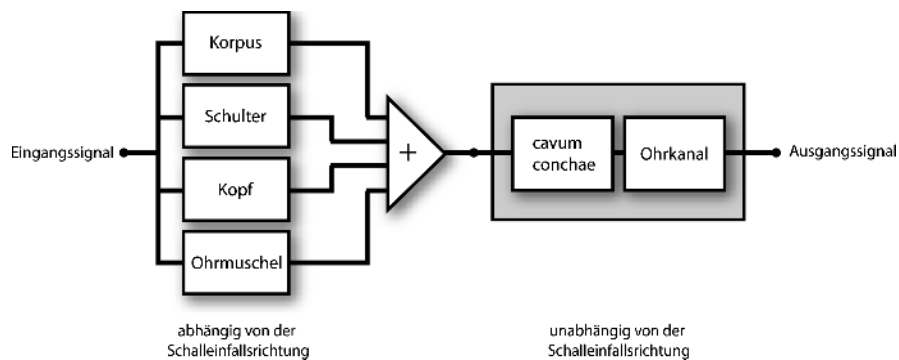 Korpus
Schulter
Eingangssignal
Kopf
Ohrmuschel
+
cavum
conchae
Ohrkanal
Ausgangssignal
abhängig von der
Schalleinfallsrichtung
unabhängig von der
Schalleinfallsrichtung